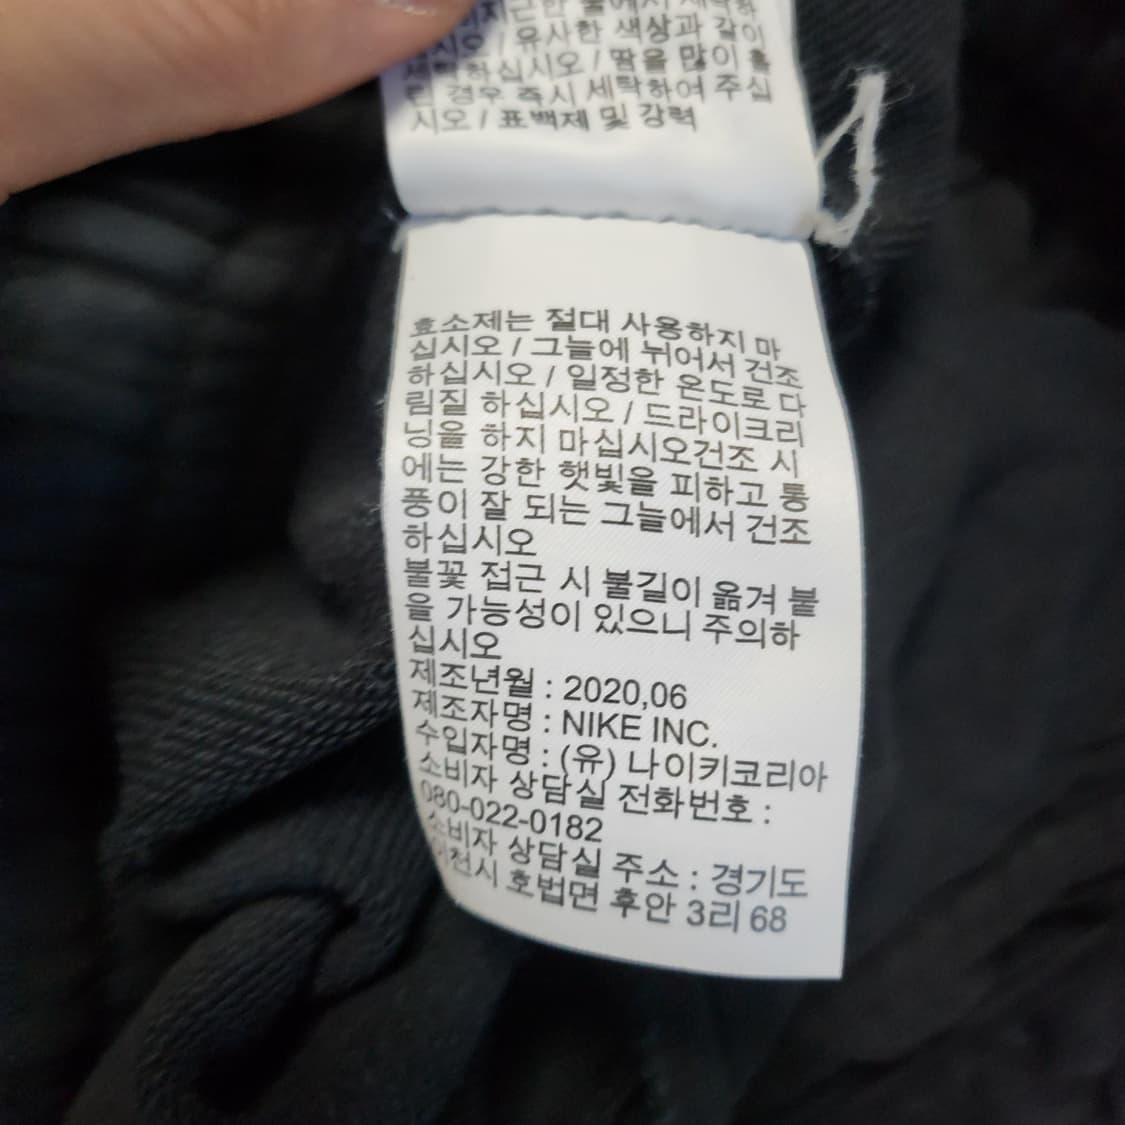 근한 물에서 세탁하
십시오 / 유사한 색상과 같이
세탁하십시오 / 땀을 많이 흘
린 경우 즉시 세탁하여 주십
시오 / 표백제 및 강력
효소제는 절대 사용하지 마
십시오 / 그늘에 뉘어서 건조
하십시오 / 일정한 온도로 다
림질 하십시오 / 드라이크리
닝을 하지 마십시오건조 시
에는 강한 햇빛을 피하고 통
풍이 잘 되는 그늘에서 건조
하십시오
불꽃 접근 시 불길이 옮겨 붙
을 가능성이 있으니 주의하
십시오
제조년월 : 2020,06
제조자명 : NIKE INC.
수입자명 : (유) 나이키코리아
소비자 상담실 전화번호 :
080-022-0182
소비자 상담실 주소 : 경기도
이천시 호법면 후안 3리 68